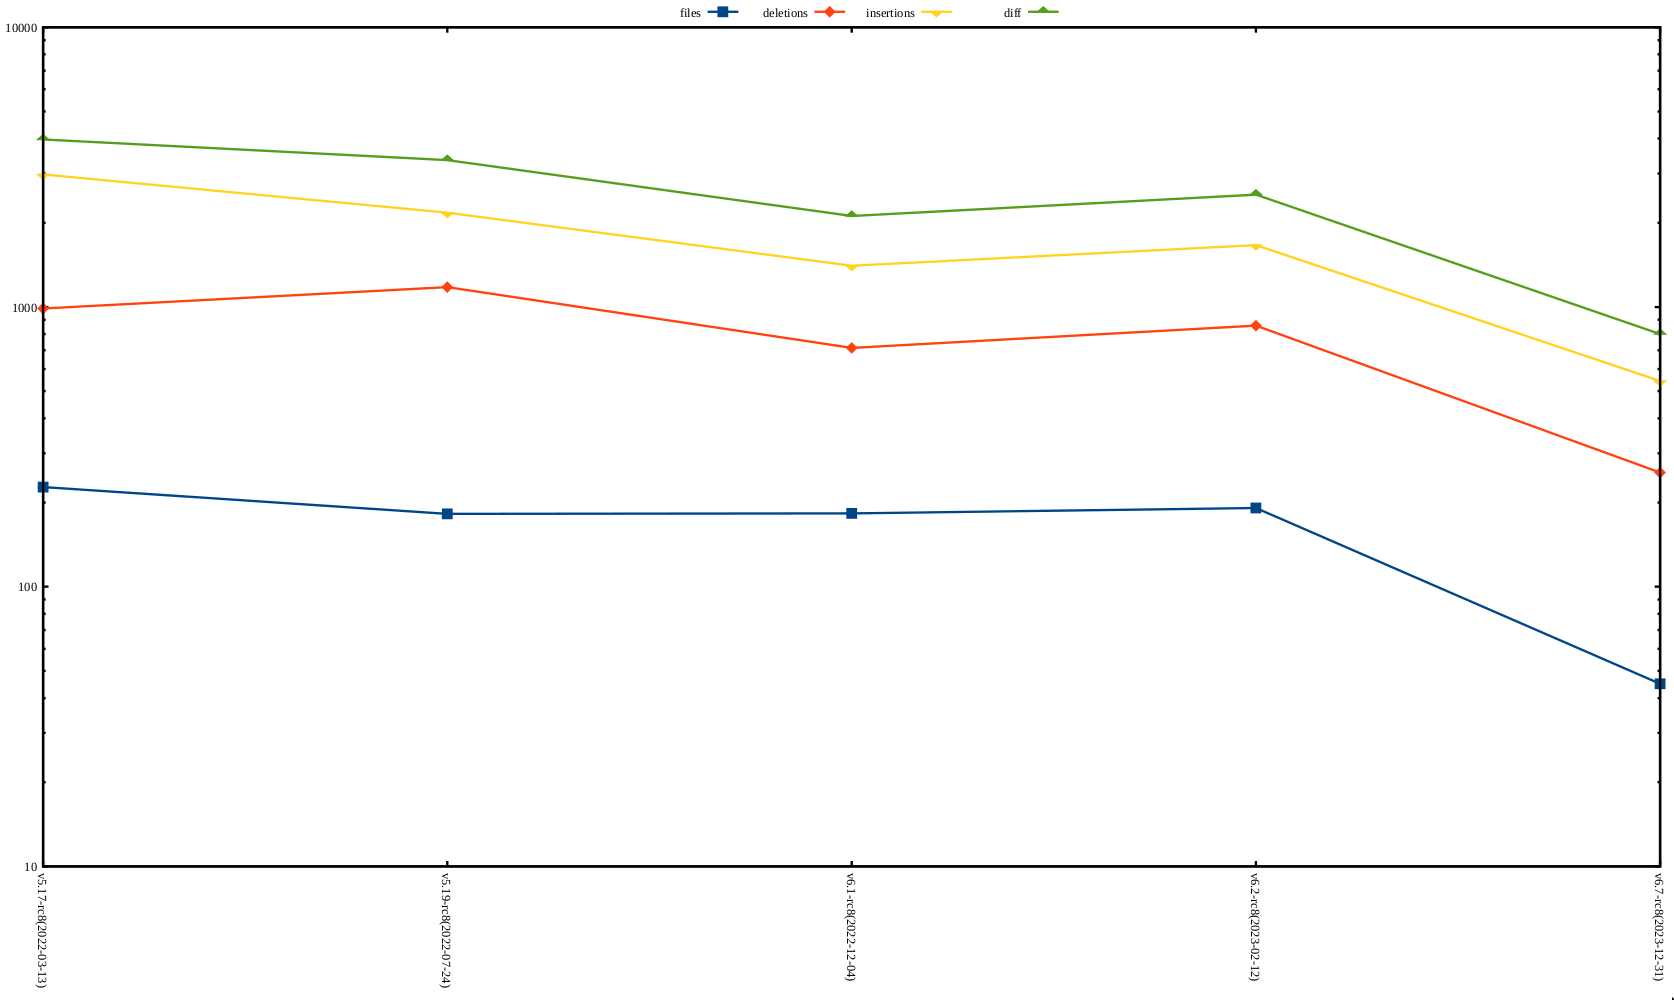 files deletions insertions diff
10000
1000
100
10
v5.17-rc8(2022-03-13)
v5.19-rc8(2022-07-24)
v6.1-rc8(2022-12-04)
v6.2-rc8(2023-02-12)
v6.7-rc8(2023-12-31)